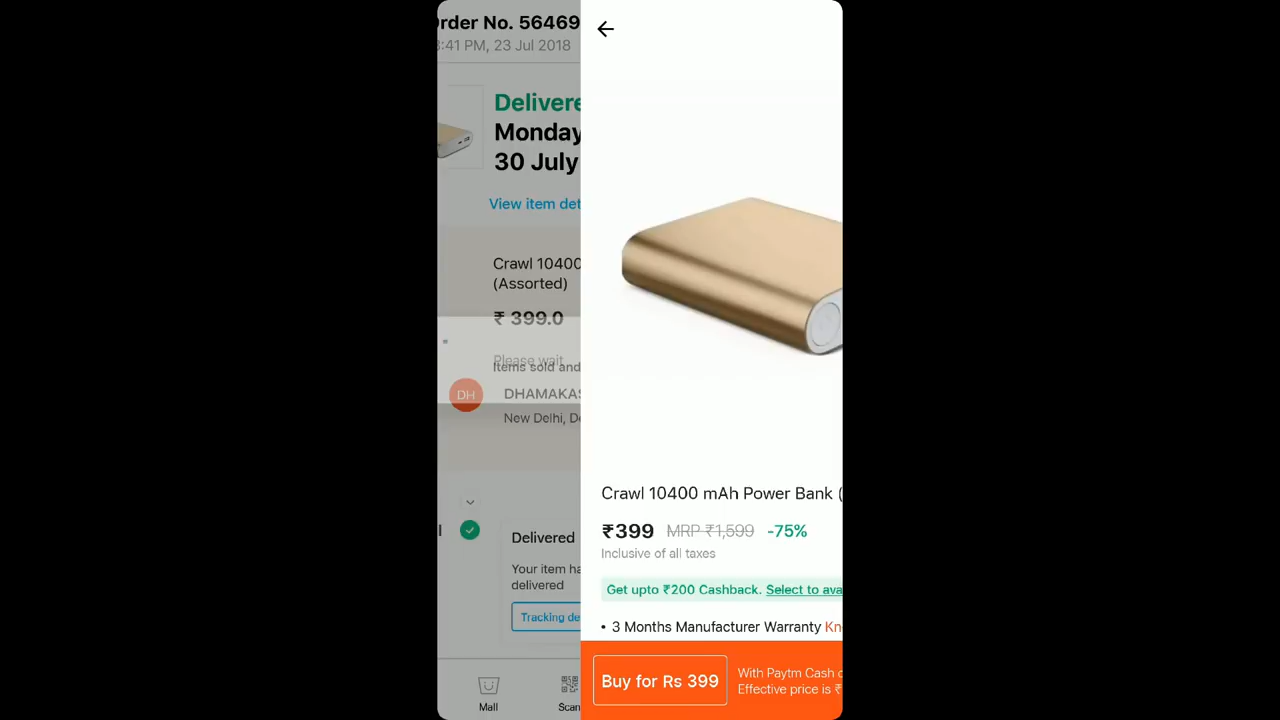 Order No. 56469
:41 PM, 23 Jul 2018
Delivere
Monday
30 July
View item det
Crawl 10400
(Assorted)
₹ 399.0
Please wait
Items sold and
DH
DHAMAKAS
New Delhi, De
Delivered
Your item ha
delivered
Tracking de
Mall
Scan
Crawl 10400 mAh Power Bank (
₹399 MRP ₹1,599 -75%
Inclusive of all taxes
Get upto ₹200 Cashback. Select to ava
• 3 Months Manufacturer Warranty Kn
Buy for Rs 399
With Paytm Cash
Effective price is ₹